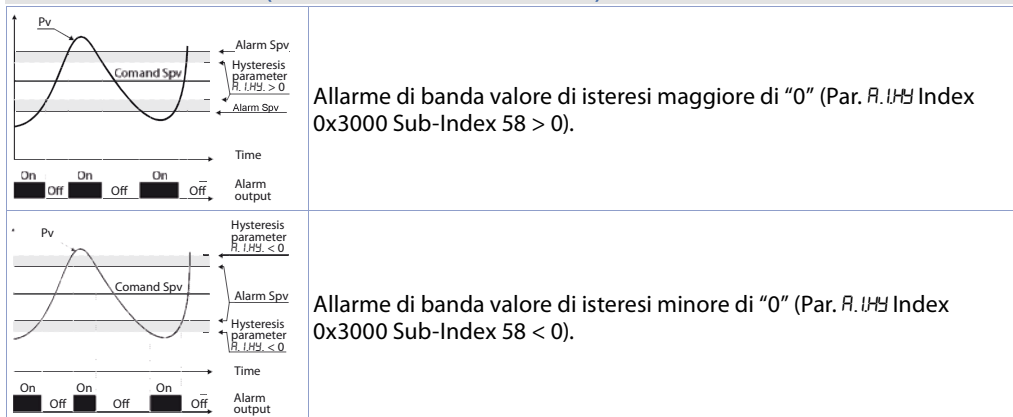 Pv
Alarm Spv
Hysteresis
parameter
A.1.HY. > 0
Comand Spv
Alarm Spv
Time
On
On
On
Off
Off
Off
Alarm
output
Allarme di banda valore di isteresi maggiore di “0” (Par. A.1.HY Index
0x3000 Sub-Index 58 > 0).
Pv
Hysteresis
parameter
A.1.HY. < 0
Comand Spv
Alarm Spv
Hysteresis
parameter
A.1.HY. < 0
Time
On
On
On
Off
Off
Off
Alarm
output
Allarme di banda valore di isteresi minore di “0” (Par. A.1.HY Index
0x3000 Sub-Index 58 < 0).